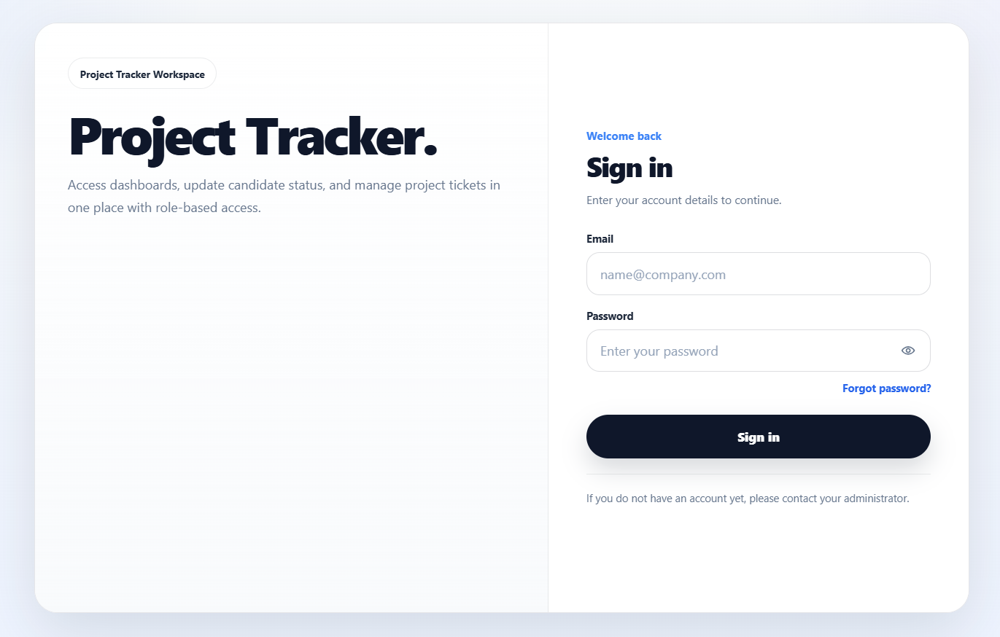 Project Tracker Workspace
Project Tracker.
Access dashboards, update candidate status, and manage project tickets in
one place with role-based access.
Welcome back
Sign in
Enter your account details to continue.
Email
name@company.com
Password
Enter your password
Forgot password?
Sign in
If you do not have an account yet, please contact your administrator.